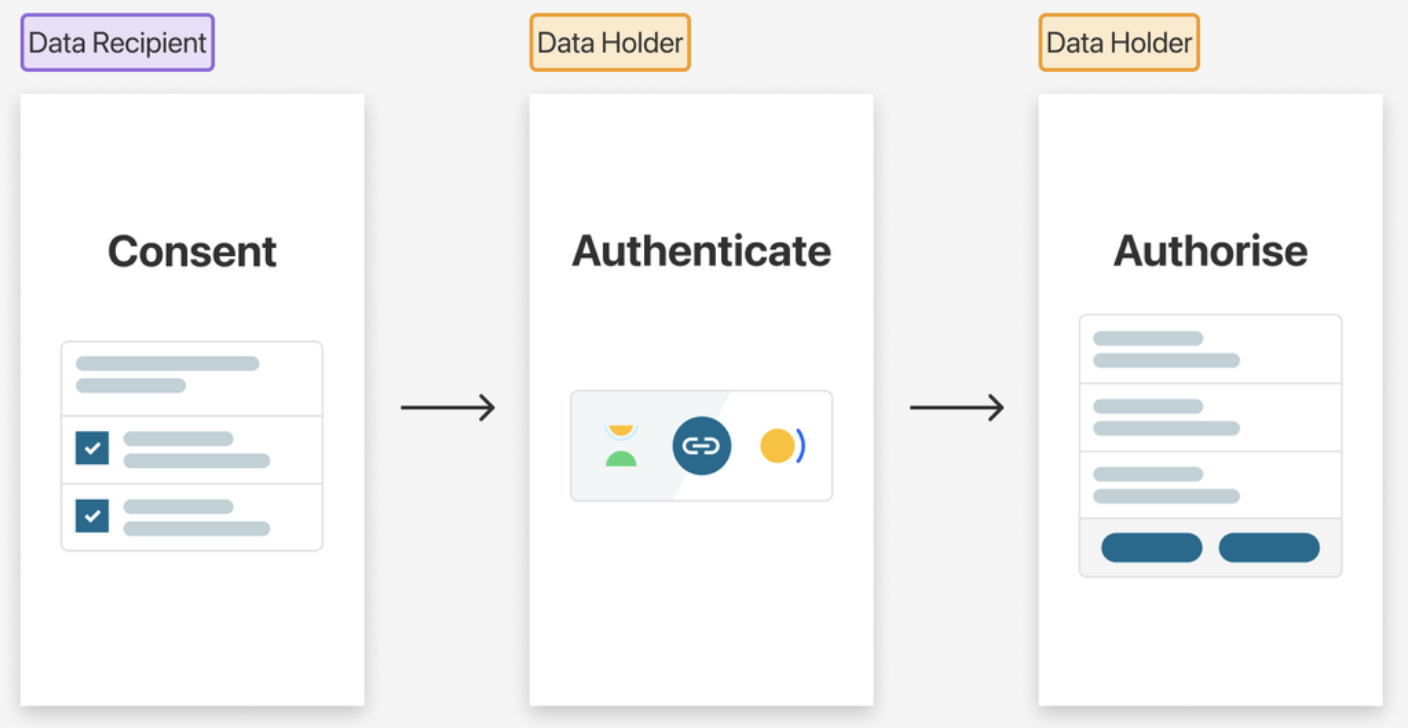 Data Recipient
Data Holder
Data Holder
Consent
Authenticate
Authorise